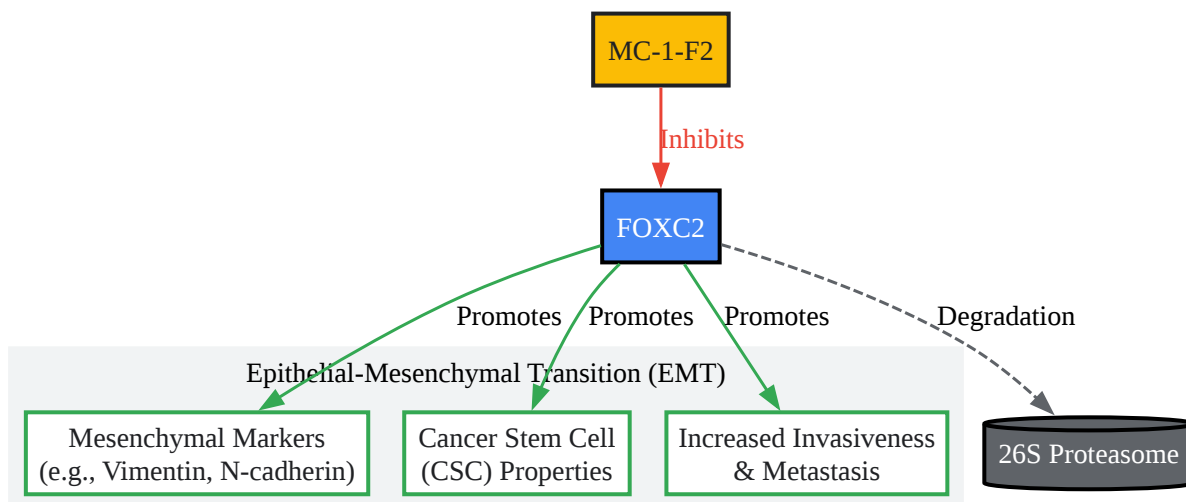 MC-1-F2
Inhibits
FOXC2
Promotes
Promotes
Promotes
Degradation
Epithelial-Mesenchymal Transition (EMT)
Mesenchymal Markers
(e.g., Vimentin, N-cadherin)
Cancer Stem Cell
(CSC) Properties
Increased Invasiveness
& Metastasis
26S Proteasome